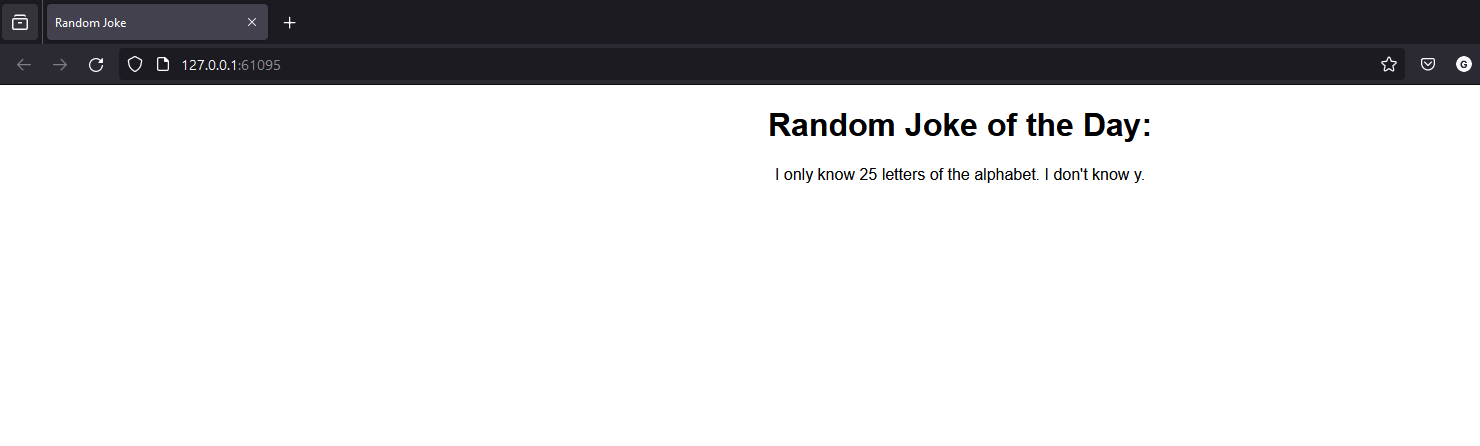 Random Joke
127.0.0.1:61095
G
Random Joke of the Day:
I only know 25 letters of the alphabet. I don't know y.